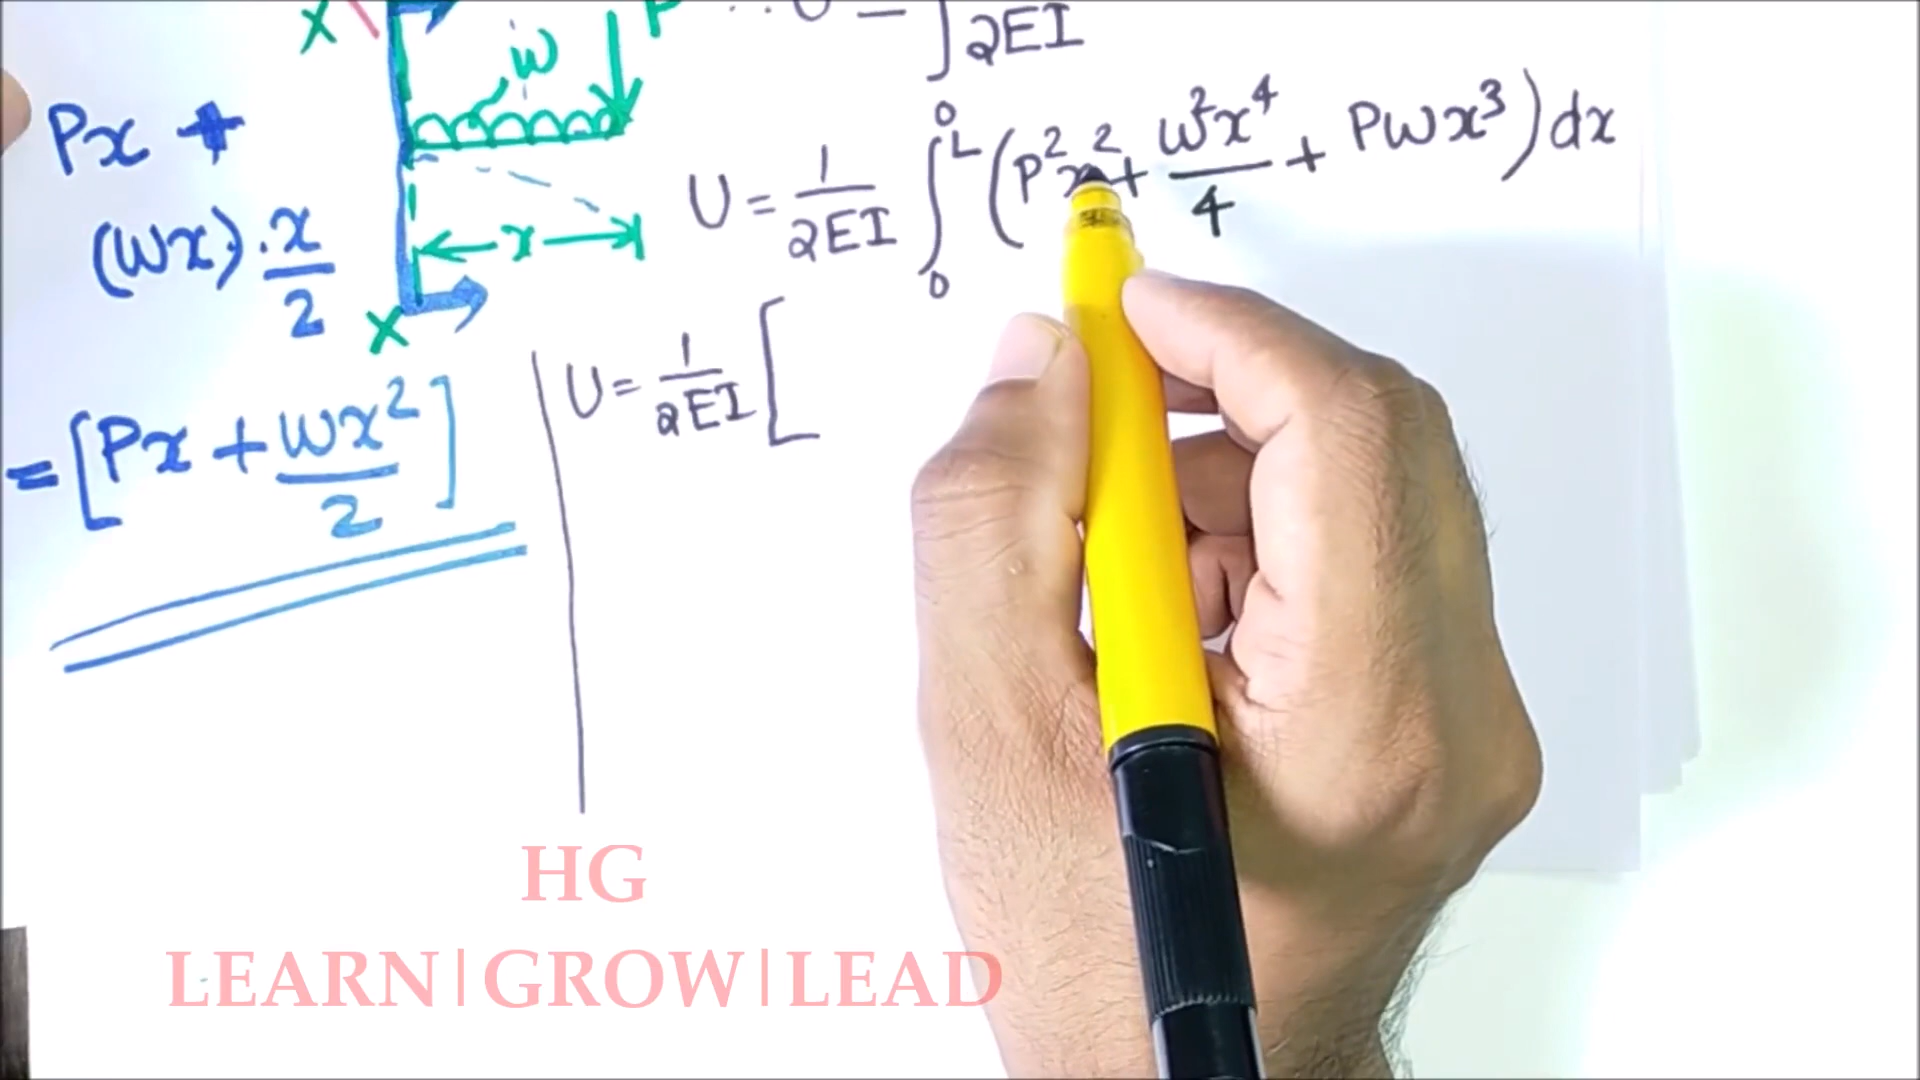 X
w
P
∴ U = ∫
2EI
0
Px +
(wx).x/2
x
X
= [Px + wx²/2]
U = 1/2EI ∫₀ᴸ (P²x² + w²x⁴/4 + Pwx³) dx
U = 1/2EI [
HG
LEARN|GROW|LEAD